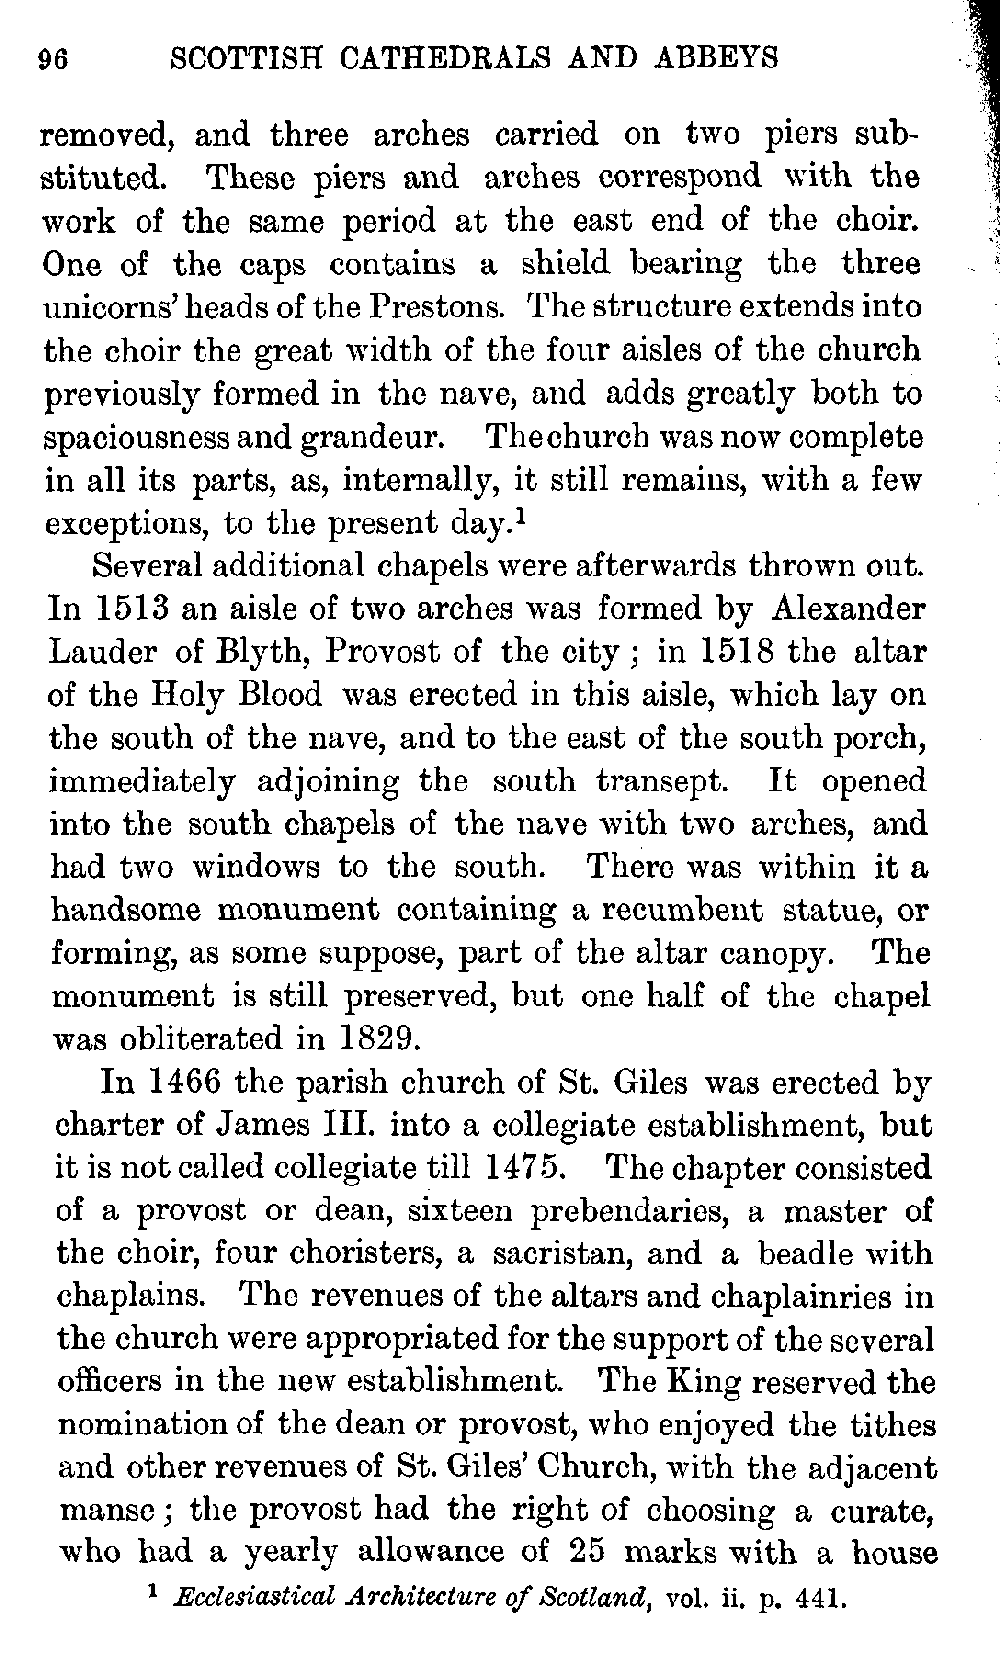 96 SCOTTISH CATHEDRALS AND ABBEYS
removed, and three arches carried on two piers sub-
stituted. These piers and arches correspond with the
work of the same period at the east end of the choir.
One of the caps contains a shield bearing the three
unicorns' heads of the Prestons. The structure extends into
the choir the great width of the four aisles of the church
previously formed in the nave, and adds greatly both to
spaciousness and grandeur. The church was now complete
in all its parts, as, internally, it still remains, with a few
exceptions, to the present day.¹
Several additional chapels were afterwards thrown out.
In 1513 an aisle of two arches was formed by Alexander
Lauder of Blyth, Provost of the city; in 1518 the altar
of the Holy Blood was erected in this aisle, which lay on
the south of the nave, and to the east of the south porch,
immediately adjoining the south transept. It opened
into the south chapels of the nave with two arches, and
had two windows to the south. There was within it a
handsome monument containing a recumbent statue, or
forming, as some suppose, part of the altar canopy. The
monument is still preserved, but one half of the chapel
was obliterated in 1829.
In 1466 the parish church of St. Giles was erected by
charter of James III. into a collegiate establishment, but
it is not called collegiate till 1475. The chapter consisted
of a provost or dean, sixteen prebendaries, a master of
the choir, four choristers, a sacristan, and a beadle with
chaplains. The revenues of the altars and chaplainries in
the church were appropriated for the support of the several
officers in the new establishment. The King reserved the
nomination of the dean or provost, who enjoyed the tithes
and other revenues of St. Giles' Church, with the adjacent
manse; the provost had the right of choosing a curate,
who had a yearly allowance of 25 marks with a house
¹ Ecclesiastical Architecture of Scotland, vol. ii. p. 441.